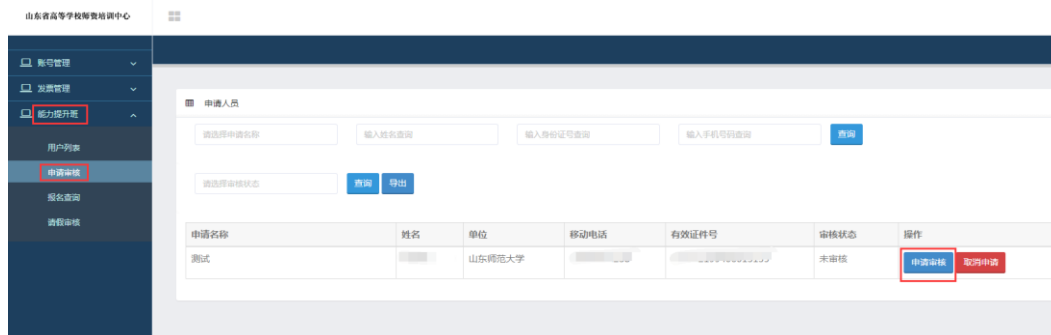 山东省高等学校师资培训中心
账号管理
发票管理
能力提升班
用户列表
申请审核
报名查询
请假审核
申请人员
请选择申请名称 输入姓名查询 输入身份证号查询 输入手机号码查询 查询
请选择审核状态 查询 导出
申请名称 姓名 单位 移动电话 有效证件号 审核状态 操作
测试 山东师范大学 未审核 申请审核 取消申请